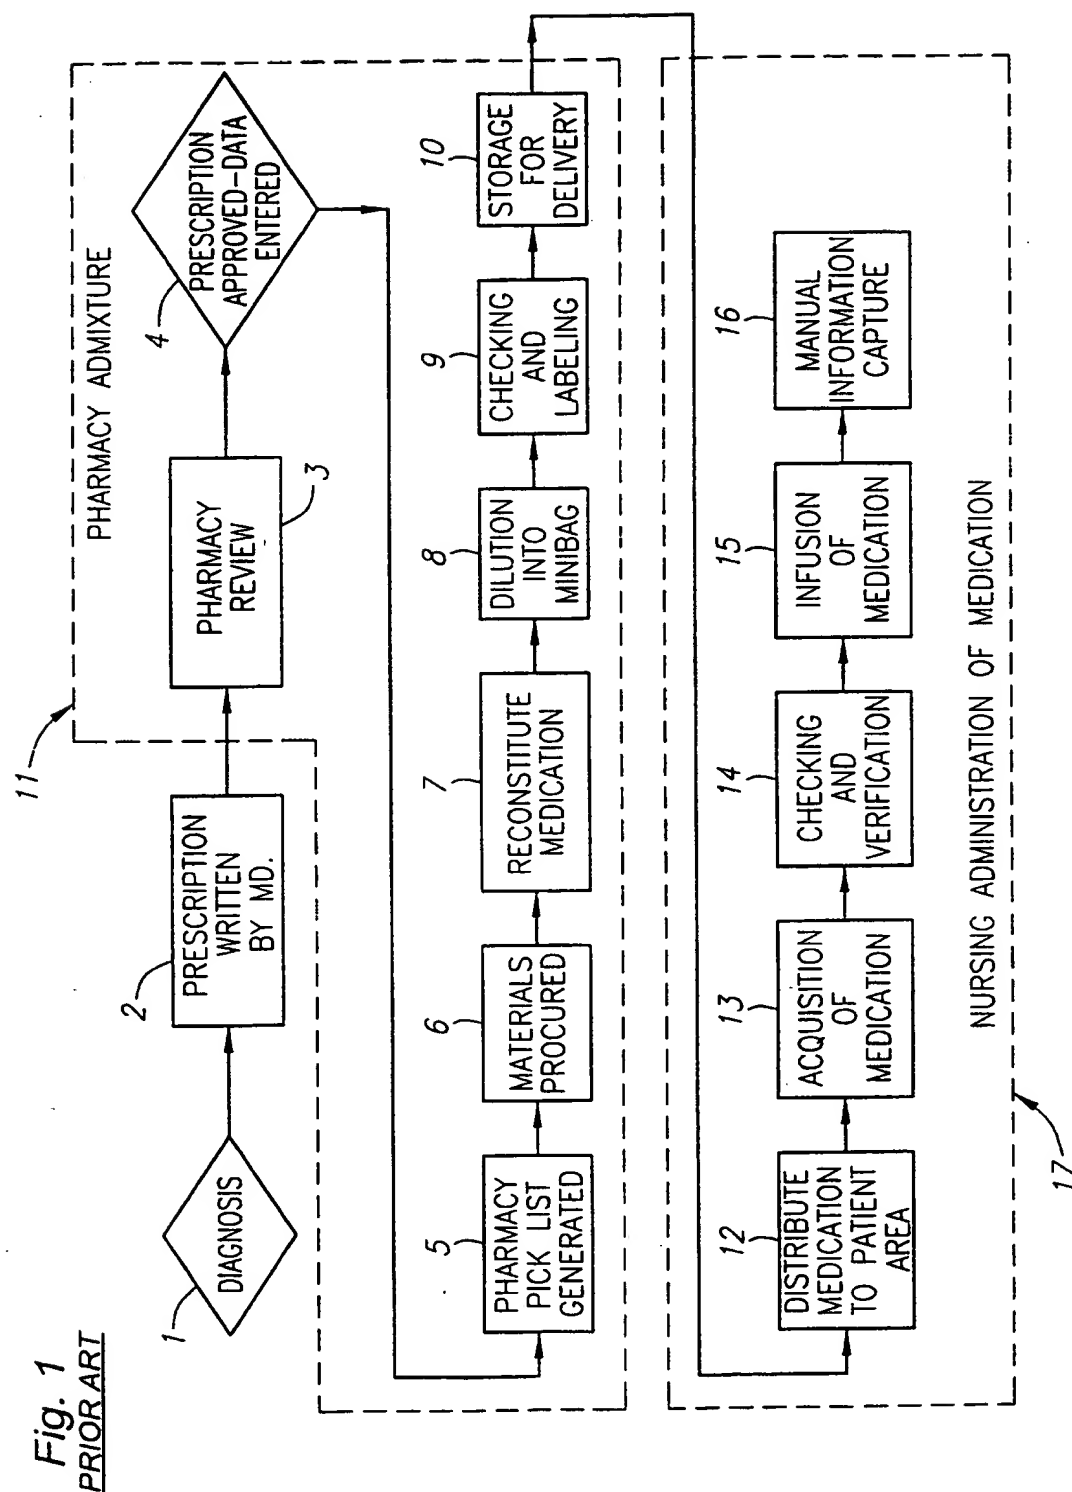 Fig. 1
PRIOR ART
1
DIAGNOSIS
2
PRESCRIPTION
WRITTEN
BY MD.
11
PHARMACY ADMIXTURE
PHARMACY
REVIEW
3
4
PRESCRIPTION
APPROVED-DATA
ENTERED
5
PHARMACY
PICK LIST
GENERATED
6
MATERIALS
PROCURED
7
RECONSTITUTE
MEDICATION
8
DILUTION
INTO
MINIBAG
9
CHECKING
AND
LABELING
10
STORAGE
FOR
DELIVERY
12
DISTRIBUTE
MEDICATION
TO PATIENT
AREA
13
ACQUISITION
OF
MEDICATION
14
CHECKING
AND
VERIFICATION
15
INFUSION
OF
MEDICATION
16
MANUAL
INFORMATION
CAPTURE
17
NURSING ADMINISTRATION OF MEDICATION